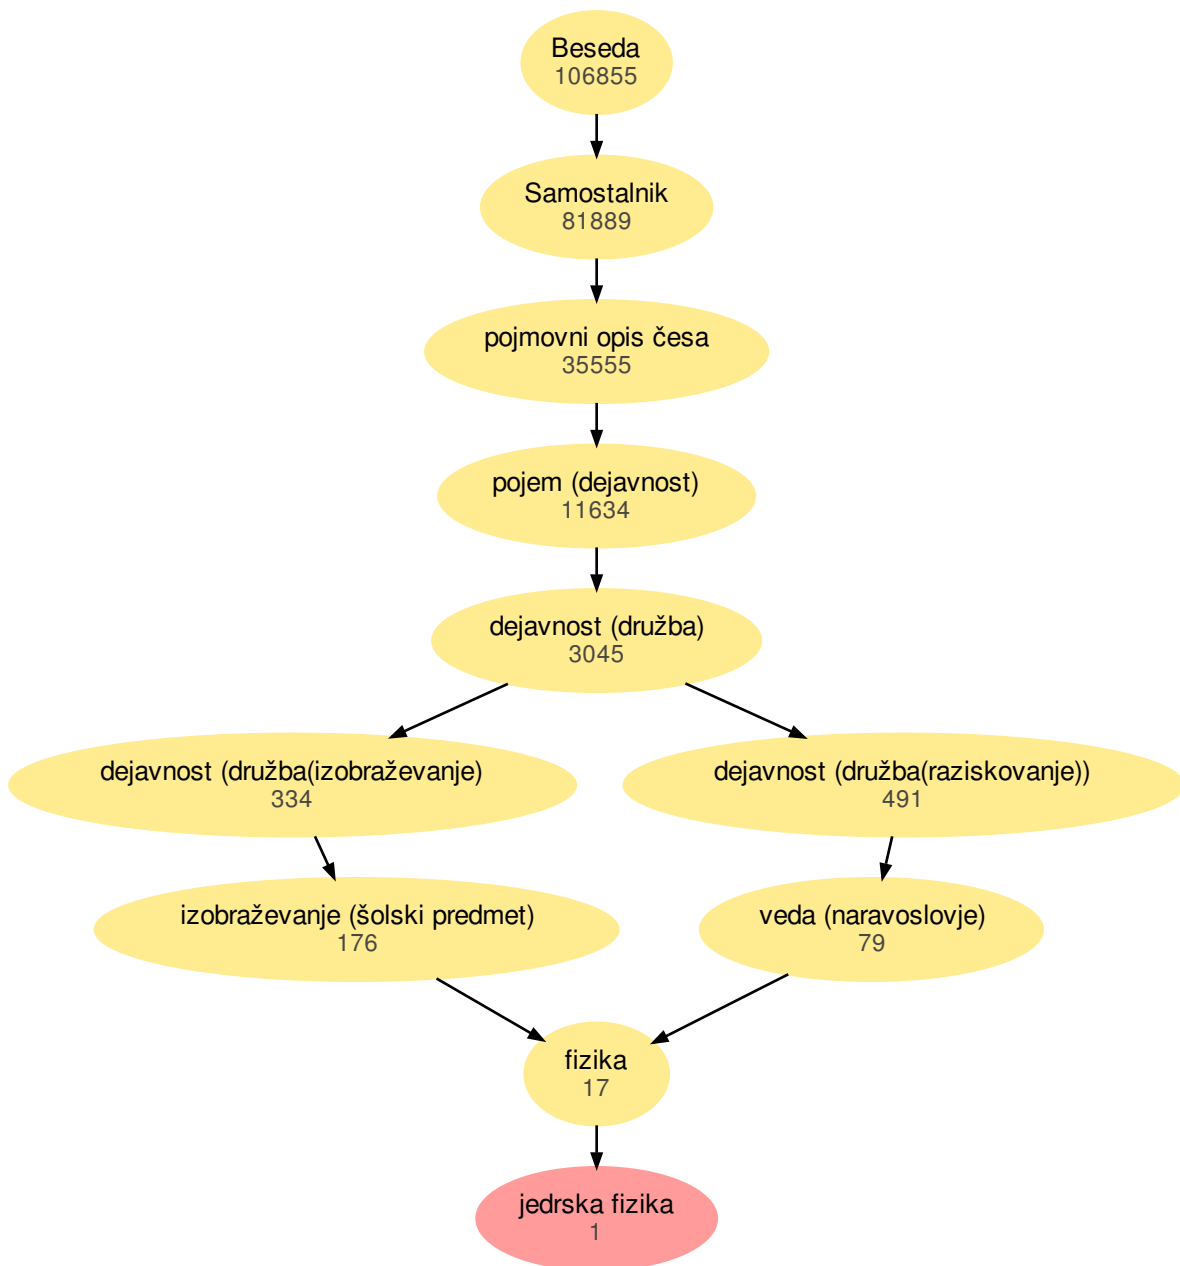 Beseda
106855
Samostalnik
81889
pojmovni opis česa
35555
pojem (dejavnost)
11634
dejavnost (družba)
3045
dejavnost (družba(izobraževanje)
334
dejavnost (družba(raziskovanje))
491
izobraževanje (šolski predmet)
176
veda (naravoslovje)
79
fizika
17
jedrska fizika
1